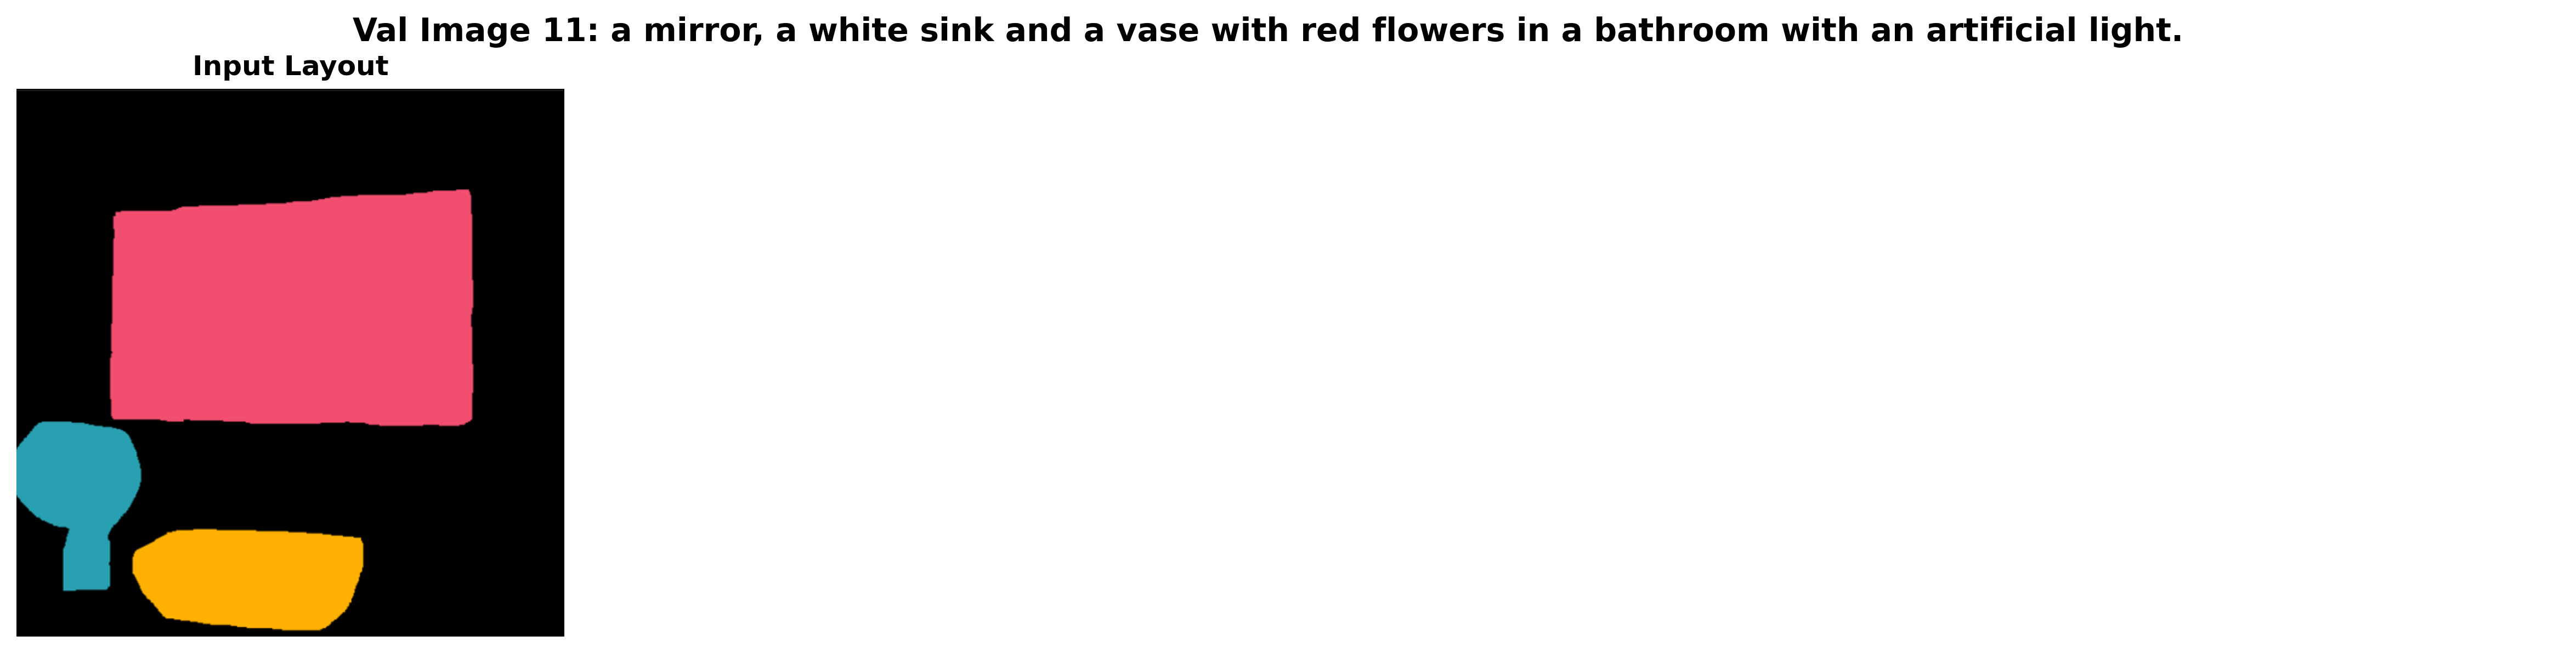 Val Image 11: a mirror, a white sink and a vase with red flowers in a bathroom with an artificial light.
Input Layout